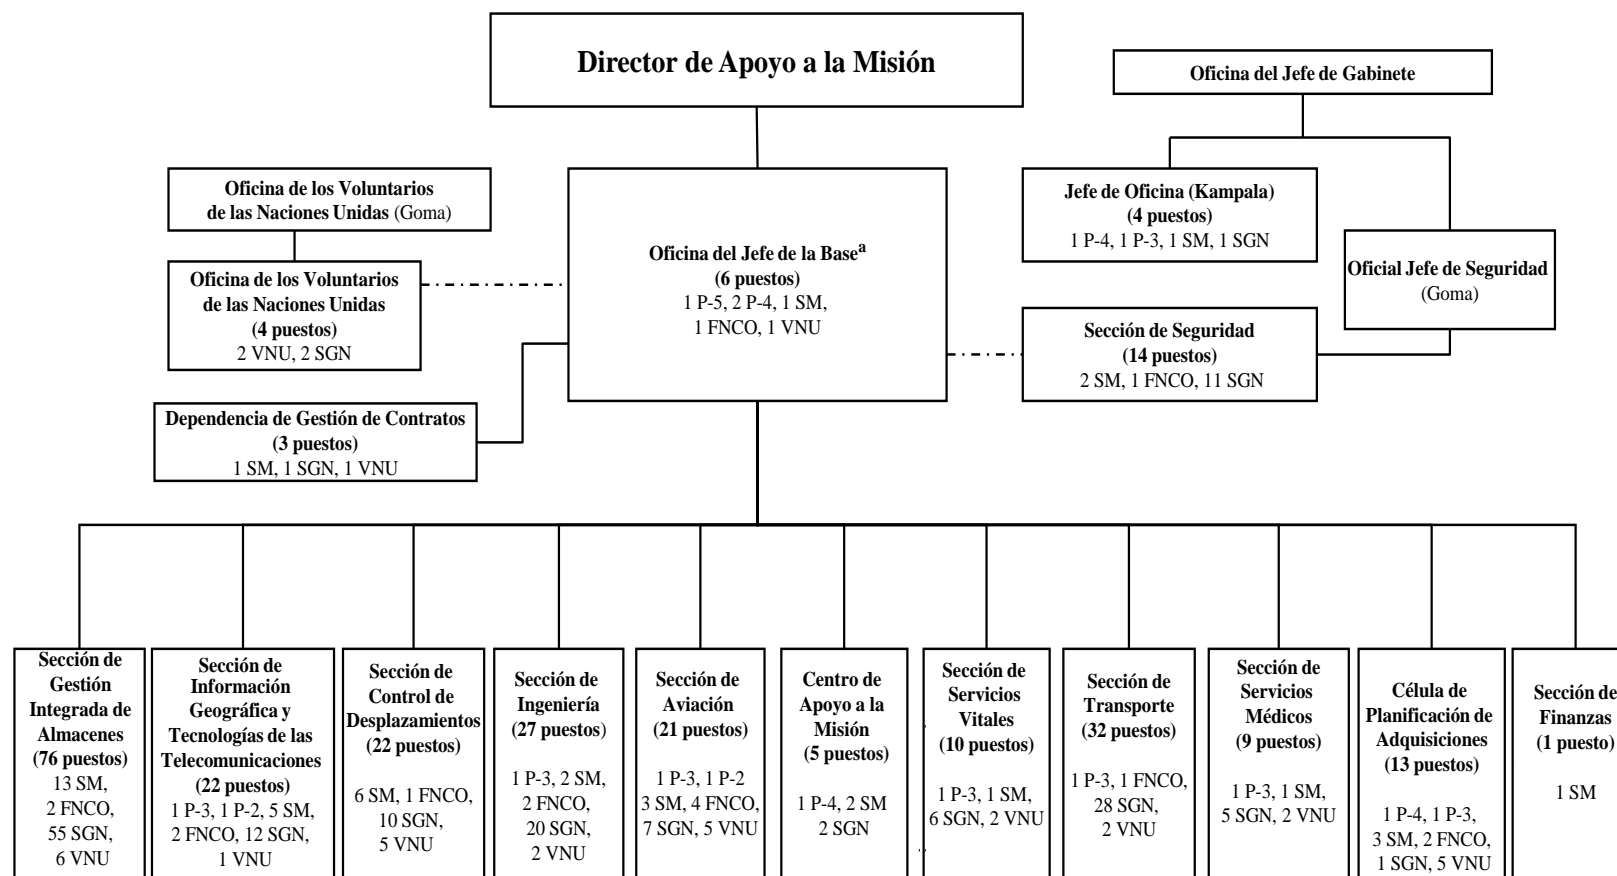 Director de Apoyo a la Misión
Oficina del Jefe de Gabinete
Oficina de los Voluntarios
de las Naciones Unidas (Goma)
Oficina de los Voluntarios
de las Naciones Unidas
(4 puestos)
2 VNU, 2 SGN
Dependencia de Gestión de Contratos
(3 puestos)
1 SM, 1 SGN, 1 VNU
Oficina del Jefe de la Baseª
(6 puestos)
1 P-5, 2 P-4, 1 SM,
1 FNCO, 1 VNU
Jefe de Oficina (Kampala)
(4 puestos)
1 P-4, 1 P-3, 1 SM, 1 SGN
Oficial Jefe de Seguridad
(Goma)
Sección de Seguridad
(14 puestos)
2 SM, 1 FNCO, 11 SGN
Sección de
Gestión
Integrada de
Almacenes
(76 puestos)
13 SM,
2 FNCO,
55 SGN,
6 VNU
Sección de
Información
Geográfica y
Tecnologías de las
Telecomunicaciones
(22 puestos)
1 P-3, 1 P-2, 5 SM,
2 FNCO, 12 SGN,
1 VNU
Sección de
Control de
Desplazamientos
(22 puestos)
6 SM, 1 FNCO,
10 SGN,
5 VNU
Sección de
Ingeniería
(27 puestos)
1 P-3, 2 SM,
2 FNCO,
20 SGN,
2 VNU
Sección de
Aviación
(21 puestos)
1 P-3, 1 P-2
3 SM, 4 FNCO,
7 SGN, 5 VNU
Centro de
Apoyo a la
Misión
(5 puestos)
1 P-4, 2 SM
2 SGN
Sección de
Servicios
Vitales
(10 puestos)
1 P-3, 1 SM,
6 SGN, 2 VNU
Sección de
Transporte
(32 puestos)
1 P-3, 1 FNCO,
28 SGN,
2 VNU
Sección de
Servicios
Médicos
(9 puestos)
1 P-3, 1 SM,
5 SGN, 2 VNU
Célula de
Planificación de
Adquisiciones
(13 puestos)
1 P-4, 1 P-3,
3 SM, 2 FNCO,
1 SGN, 5 VNU
Sección de
Finanzas
(1 puesto)
1 SM